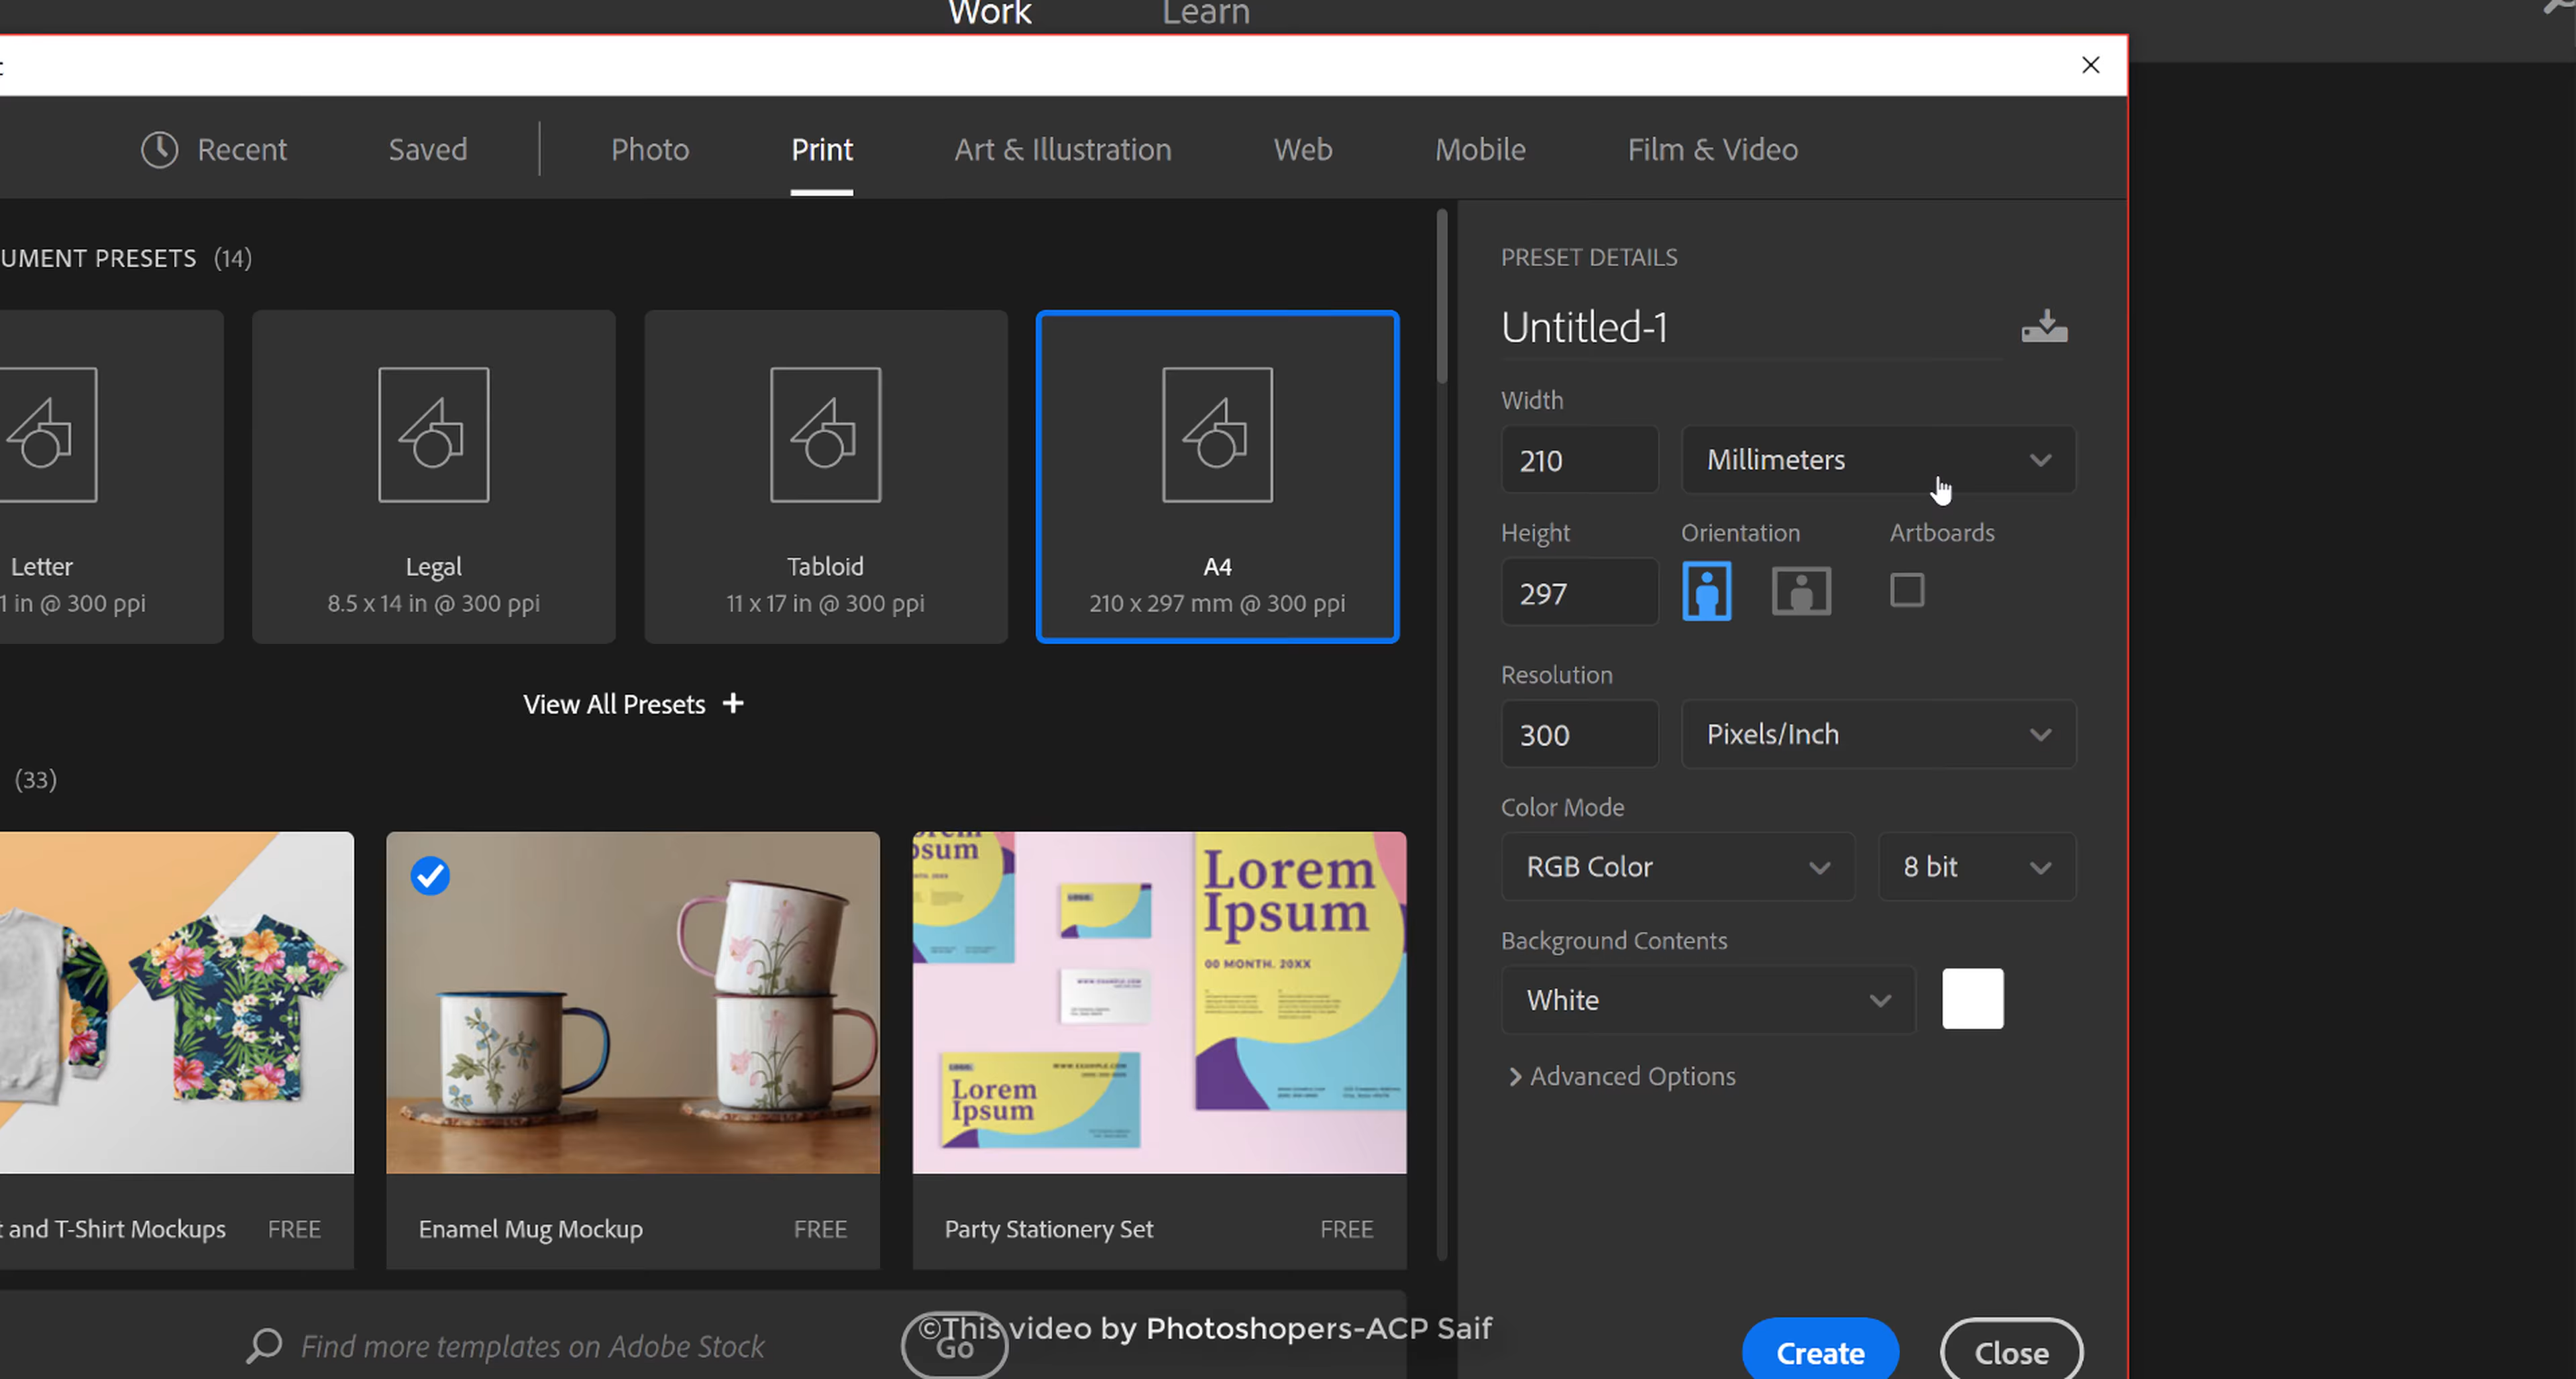 Work Learn
Recent Saved Photo Print Art & Illustration Web Mobile Film & Video
UMENT PRESETS (14)
Letter
1 in @ 300 ppi
Legal
8.5 x 14 in @ 300 ppi
Tabloid
11 x 17 in @ 300 ppi
A4
210 x 297 mm @ 300 ppi
View All Presets +
(33)
Lorem
Ipsum
00 MONTH. 20XX
Lorem
Ipsum
t and T-Shirt Mockups FREE
Enamel Mug Mockup FREE
Party Stationery Set FREE
Find more templates on Adobe Stock
Go
©This video by Photoshopers-ACP Saif
PRESET DETAILS
Untitled-1
Width
210 Millimeters
Height Orientation Artboards
297
Resolution
300 Pixels/Inch
Color Mode
RGB Color 8 bit
Background Contents
White
Advanced Options
Create Close